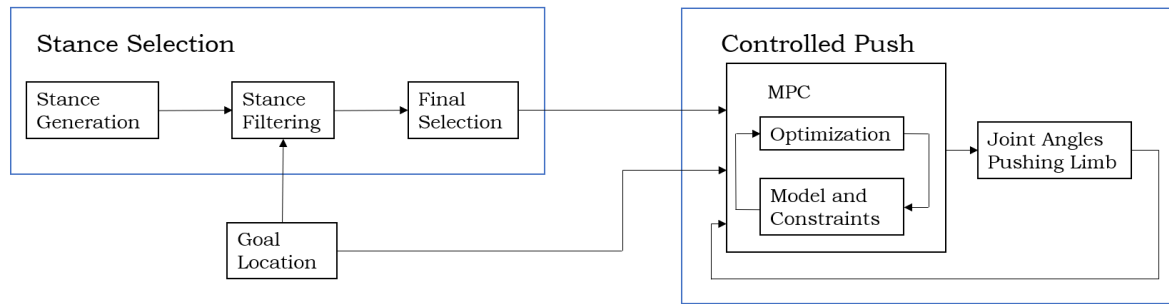 Stance Selection
Stance
Generation
Stance
Filtering
Final
Selection
Goal
Location
Controlled Push
MPC
Optimization
Model and
Constraints
Joint Angles
Pushing Limb